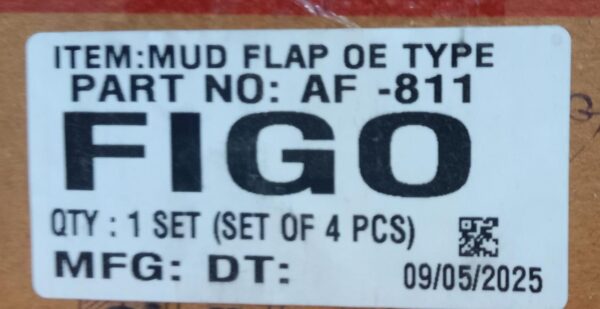 ITEM:MUD FLAP OE TYPE
PART NO: AF -811
FIGO
QTY : 1 SET (SET OF 4 PCS)
MFG: DT: 09/05/2025